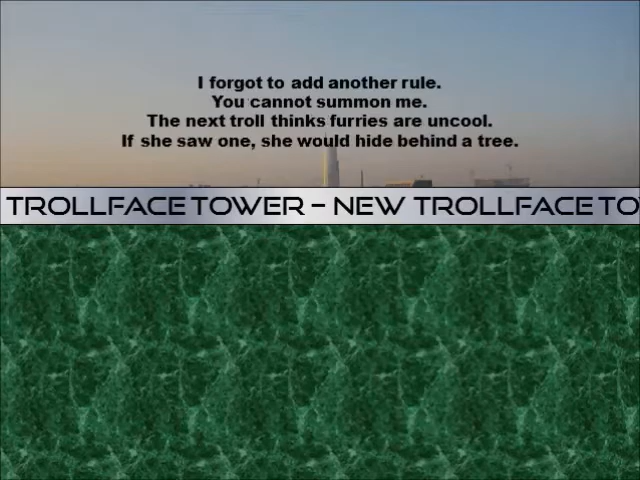 I forgot to add another rule.
You cannot summon me.
The next troll thinks furries are uncool.
If she saw one, she would hide behind a tree.
TROLLFACE TOWER – NEW TROLLFACE TO